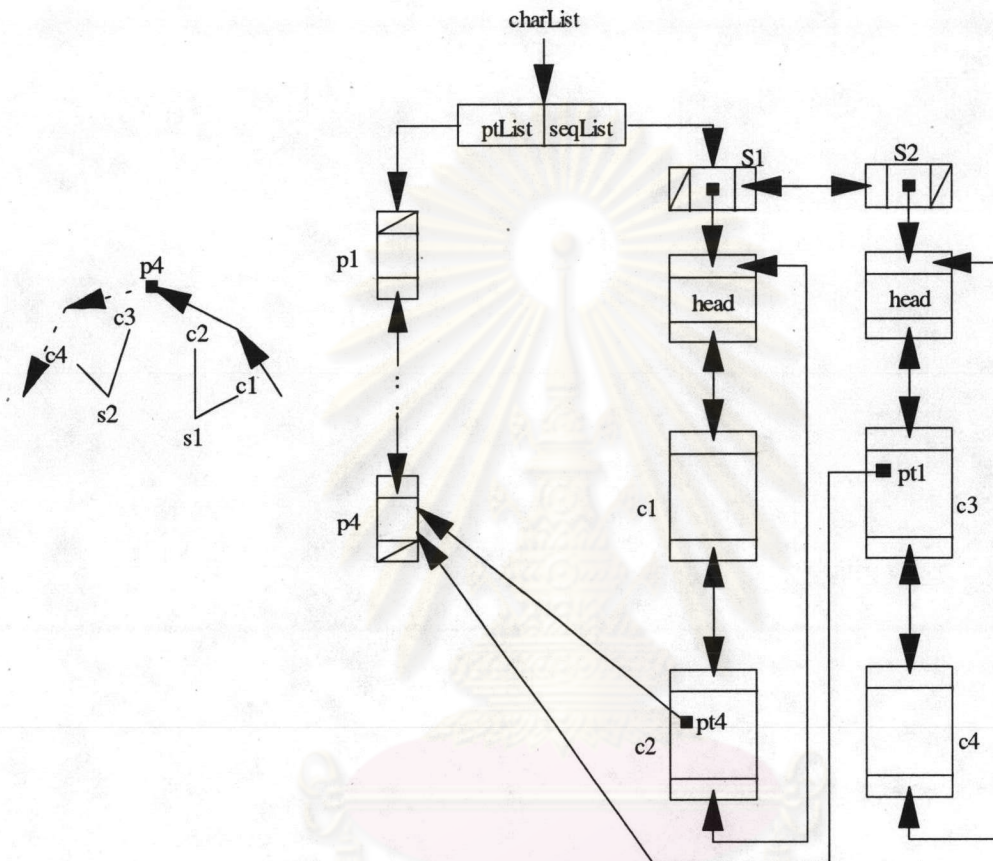 charList
ptList seqList
S1
S2
p1
p4
head
head
c3
c2
c4
c1
s2
s1
pt1
c1
c3
p4
pt4
c2
c4